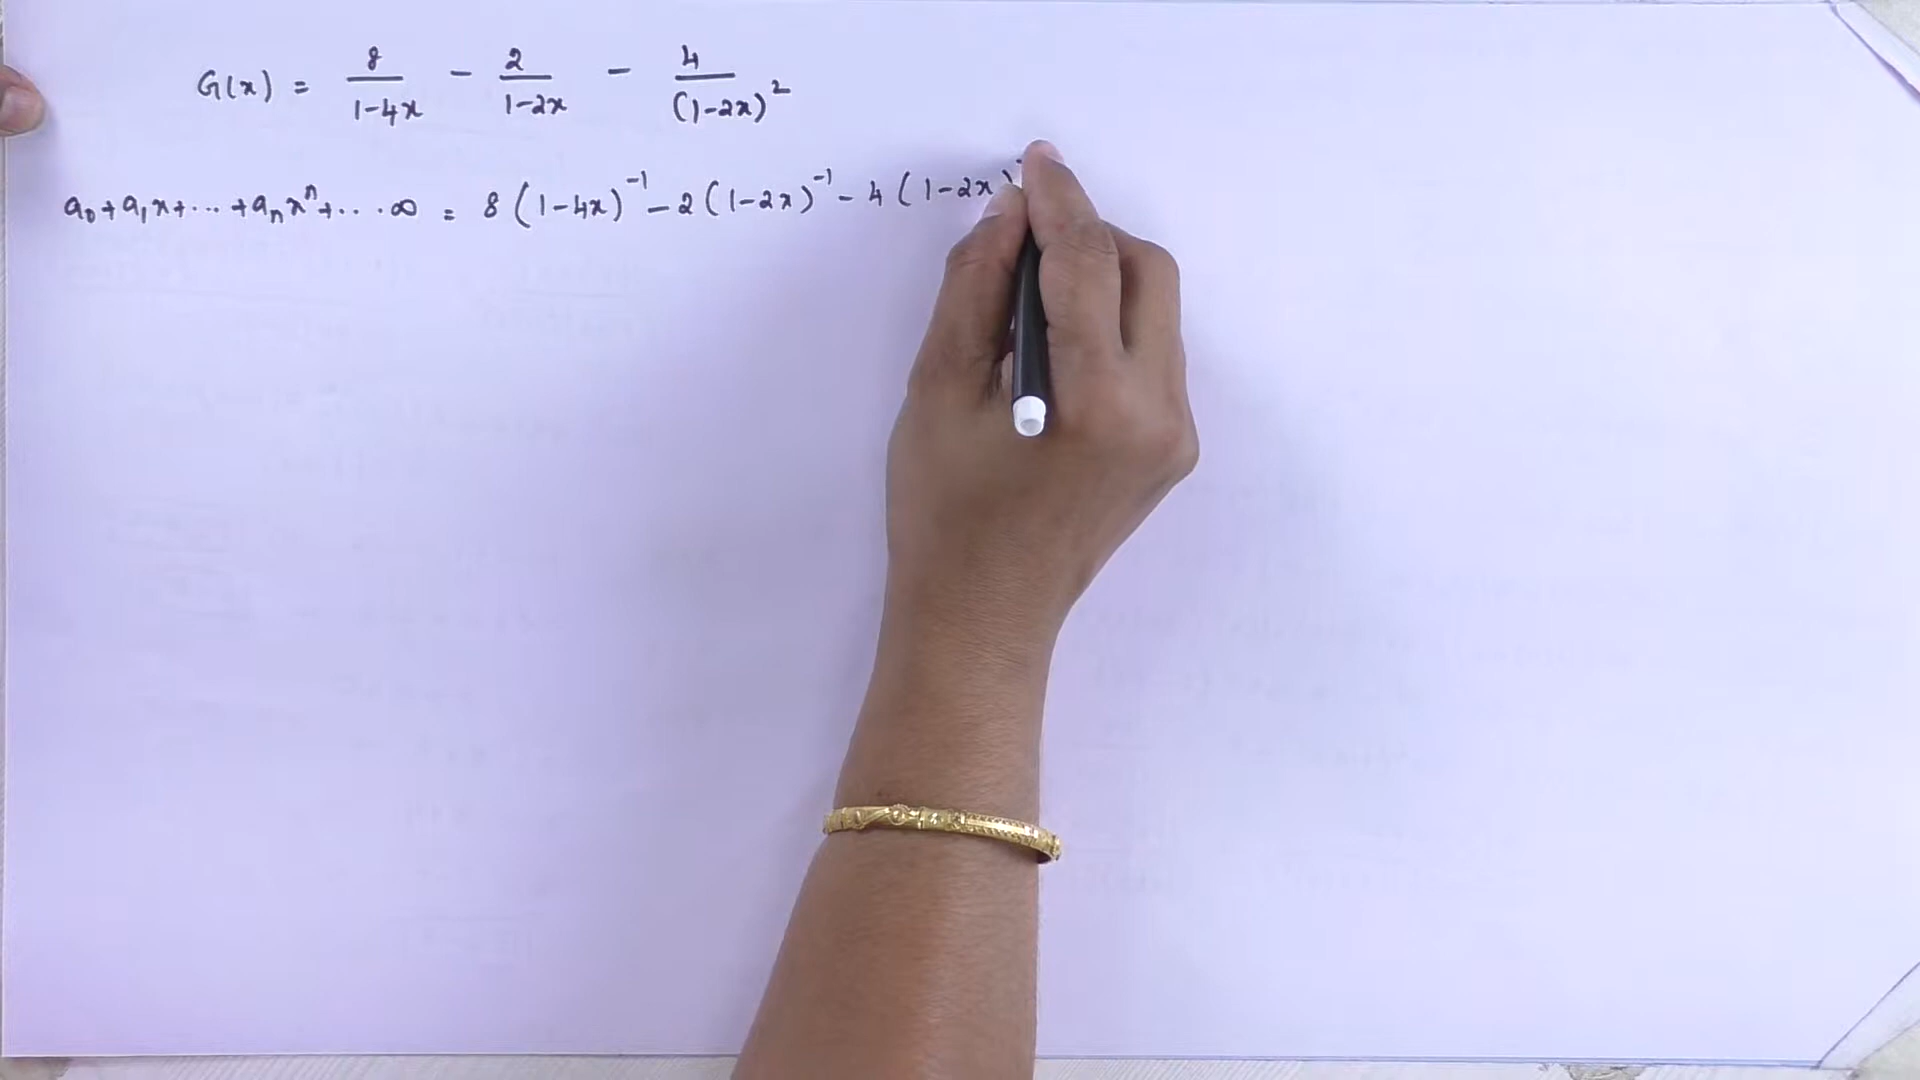 G(x) = 8/(1-4x) - 2/(1-2x) - 4/(1-2x)²
a₀+a₁x+...+aₙxⁿ+...∞ = 8(1-4x)⁻¹-2(1-2x)⁻¹-4(1-2x)⁻